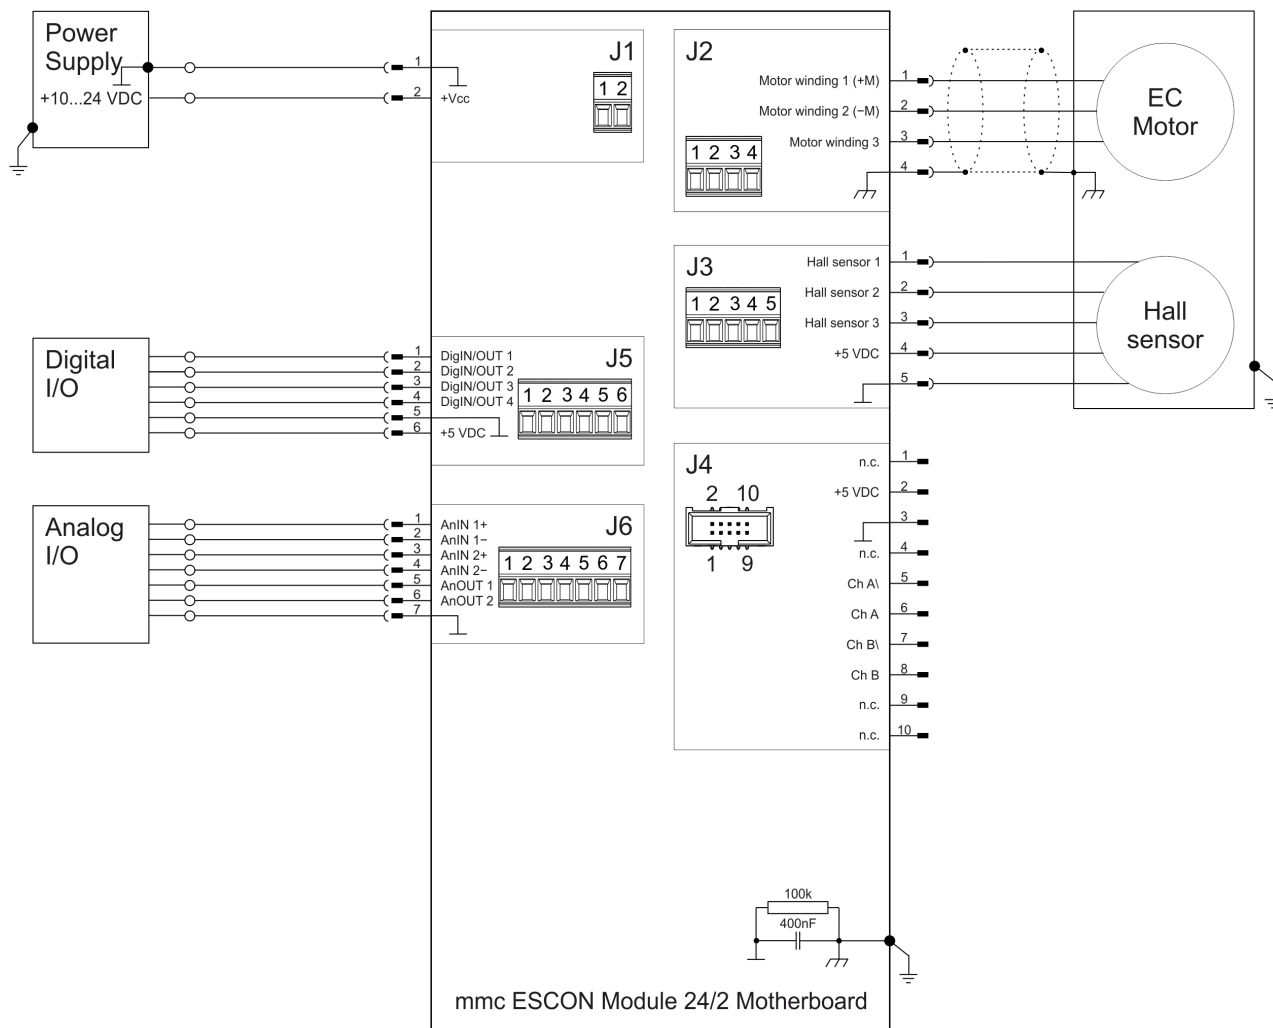 Power
Supply
+10...24 VDC
1
2
+Vcc
J1
1 2
J2
Motor winding 1 (+M)
Motor winding 2 (−M)
Motor winding 3
1 2 3 4
1
2
3
4
EC
Motor
J3
1 2 3 4 5
Hall sensor 1
Hall sensor 2
Hall sensor 3
+5 VDC
1
2
3
4
5
Hall
sensor
Digital
I/O
1
2
3
4
5
6
DigIN/OUT 1
DigIN/OUT 2
DigIN/OUT 3
DigIN/OUT 4
+5 VDC
J5
1 2 3 4 5 6
Analog
I/O
1
2
3
4
5
6
7
AnIN 1+
AnIN 1−
AnIN 2+
AnIN 2−
AnOUT 1
AnOUT 2
J6
1 2 3 4 5 6 7
J4
2 10
1 9
n.c.
+5 VDC
n.c.
Ch A\
Ch A
Ch B\
Ch B
n.c.
n.c.
1
2
3
4
5
6
7
8
9
10
100k
400nF
mmc ESCON Module 24/2 Motherboard